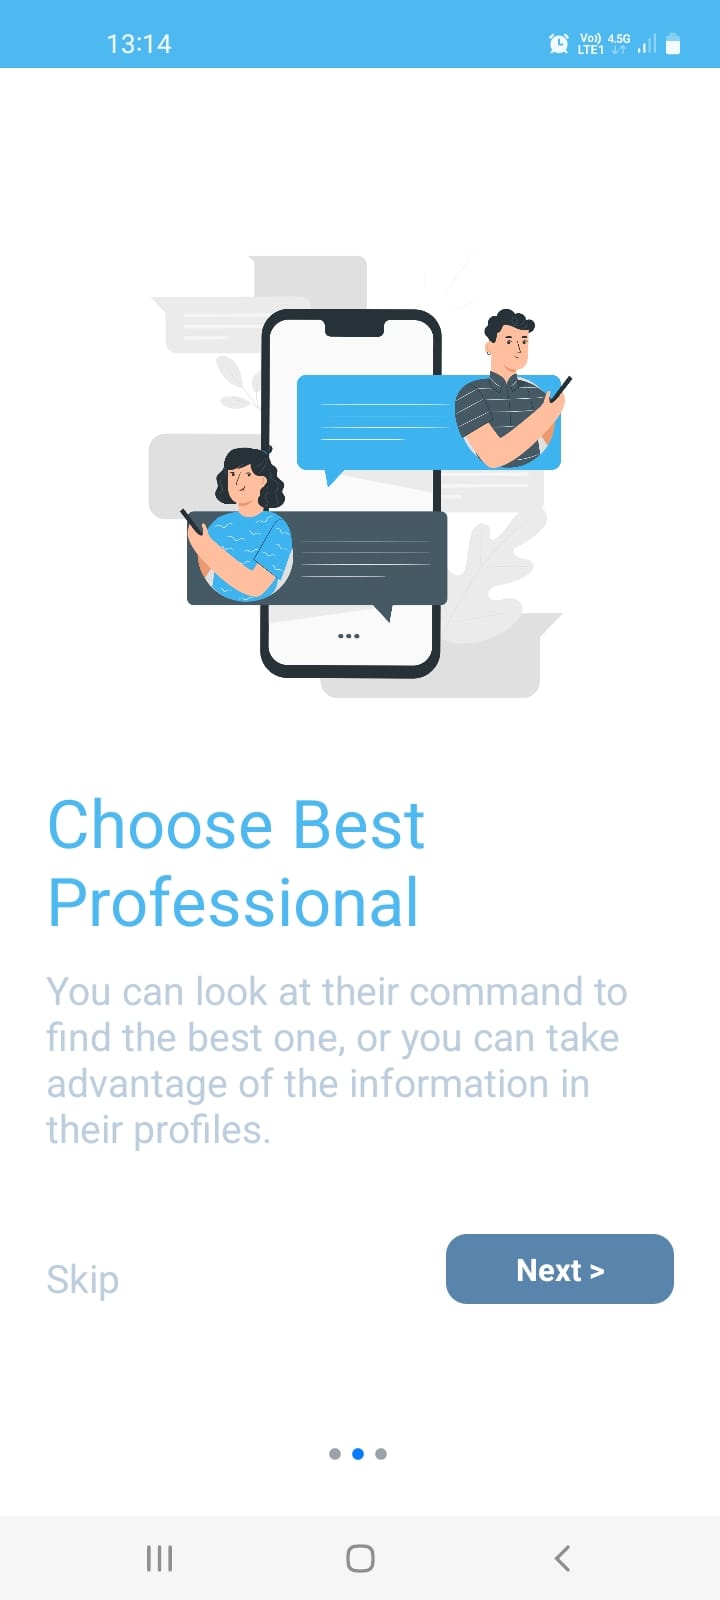 13:14
Vo)) 4.5G
LTE1 ↓↑
Choose Best
Professional
You can look at their command to
find the best one, or you can take
advantage of the information in
their profiles.
Skip
Next >